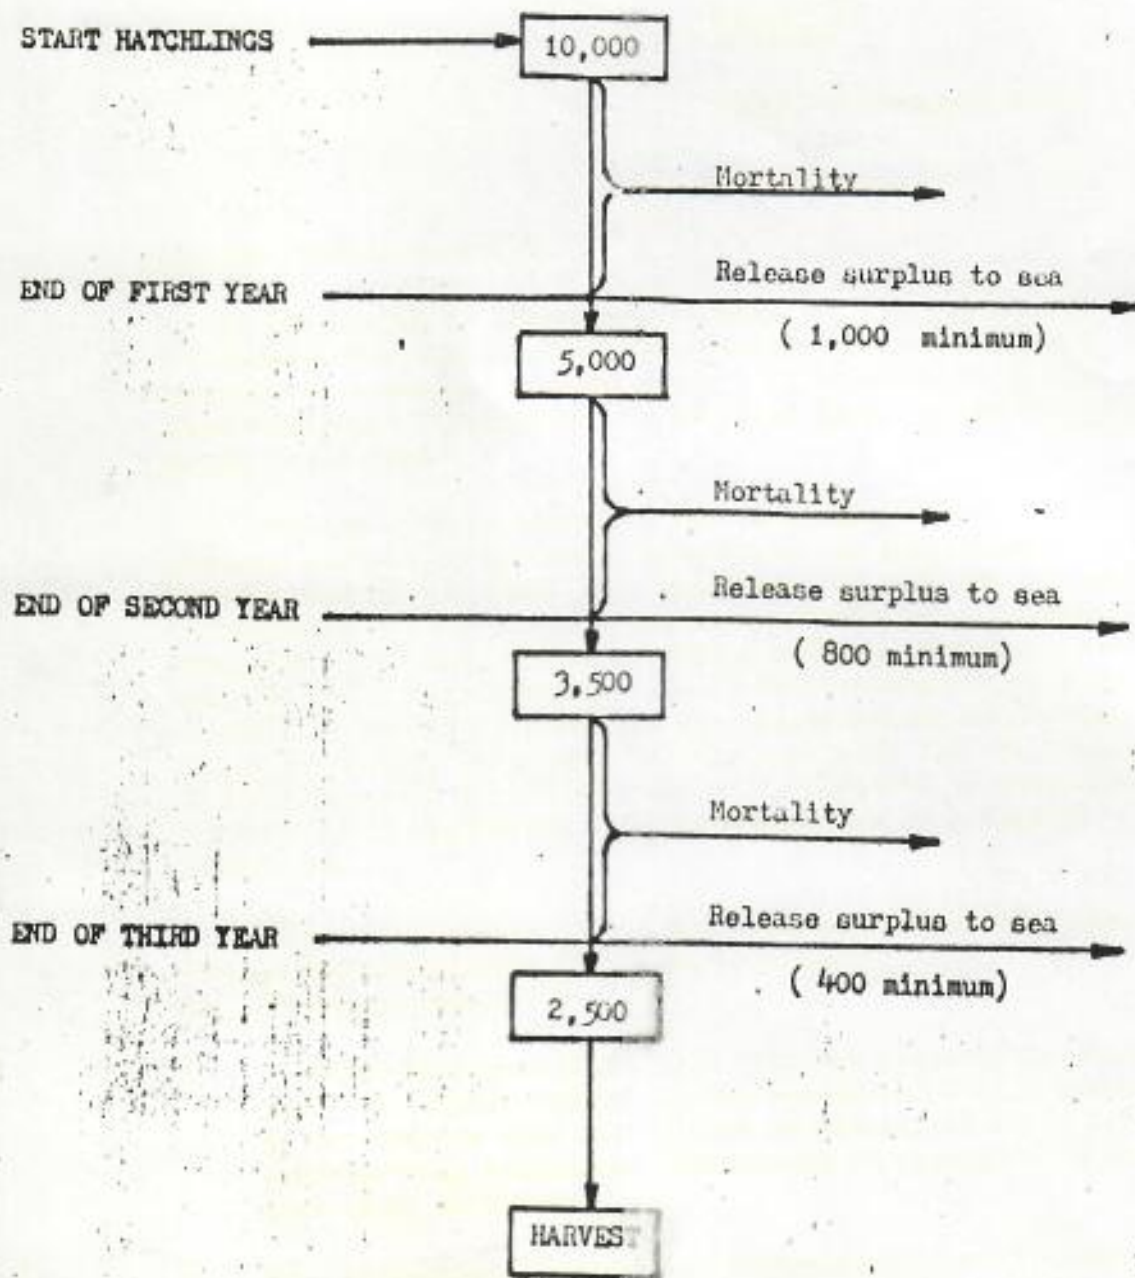 START HATCHLINGS
10,000
Mortality
Release surplus to sea
END OF FIRST YEAR
( 1,000 minimum)
5,000
Mortality
Release surplus to sea
END OF SECOND YEAR
( 800 minimum)
3,500
Mortality
Release surplus to sea
END OF THIRD YEAR
( 400 minimum)
2,500
HARVEST